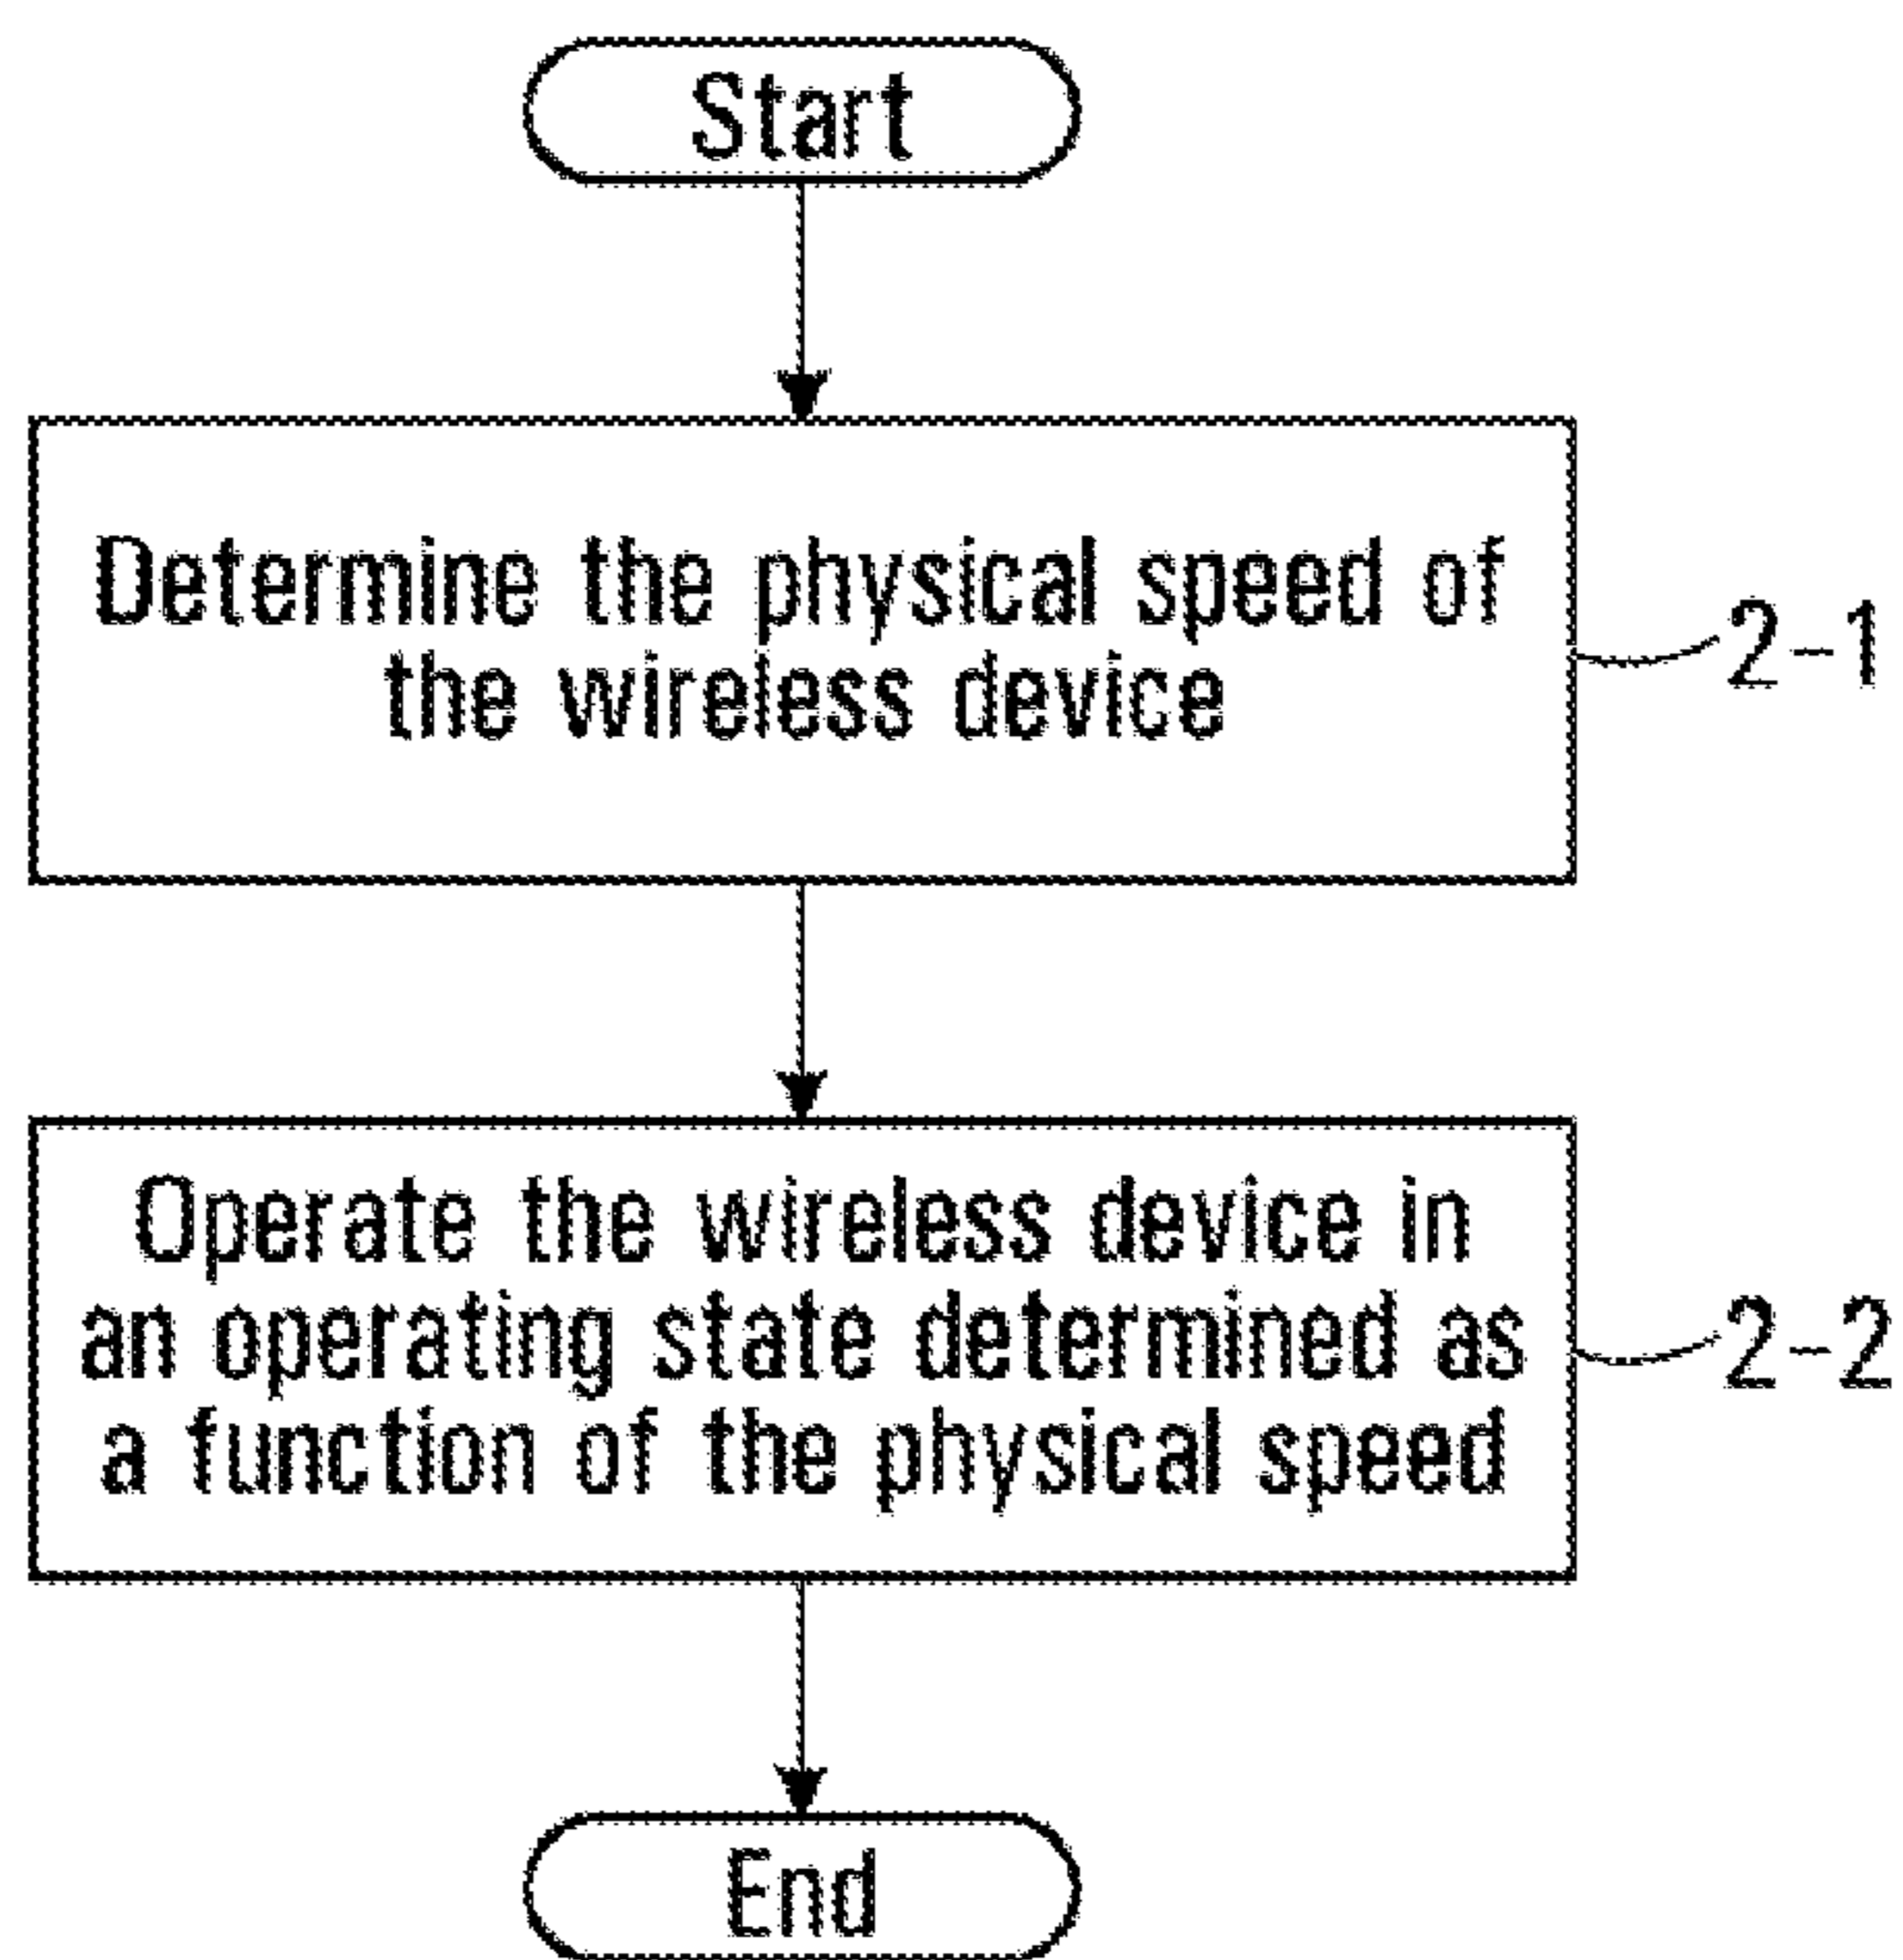 Start
Determine the physical speed of
the wireless device
2-1
Operate the wireless device in
an operating state determined as
a function of the physical speed
2-2
End